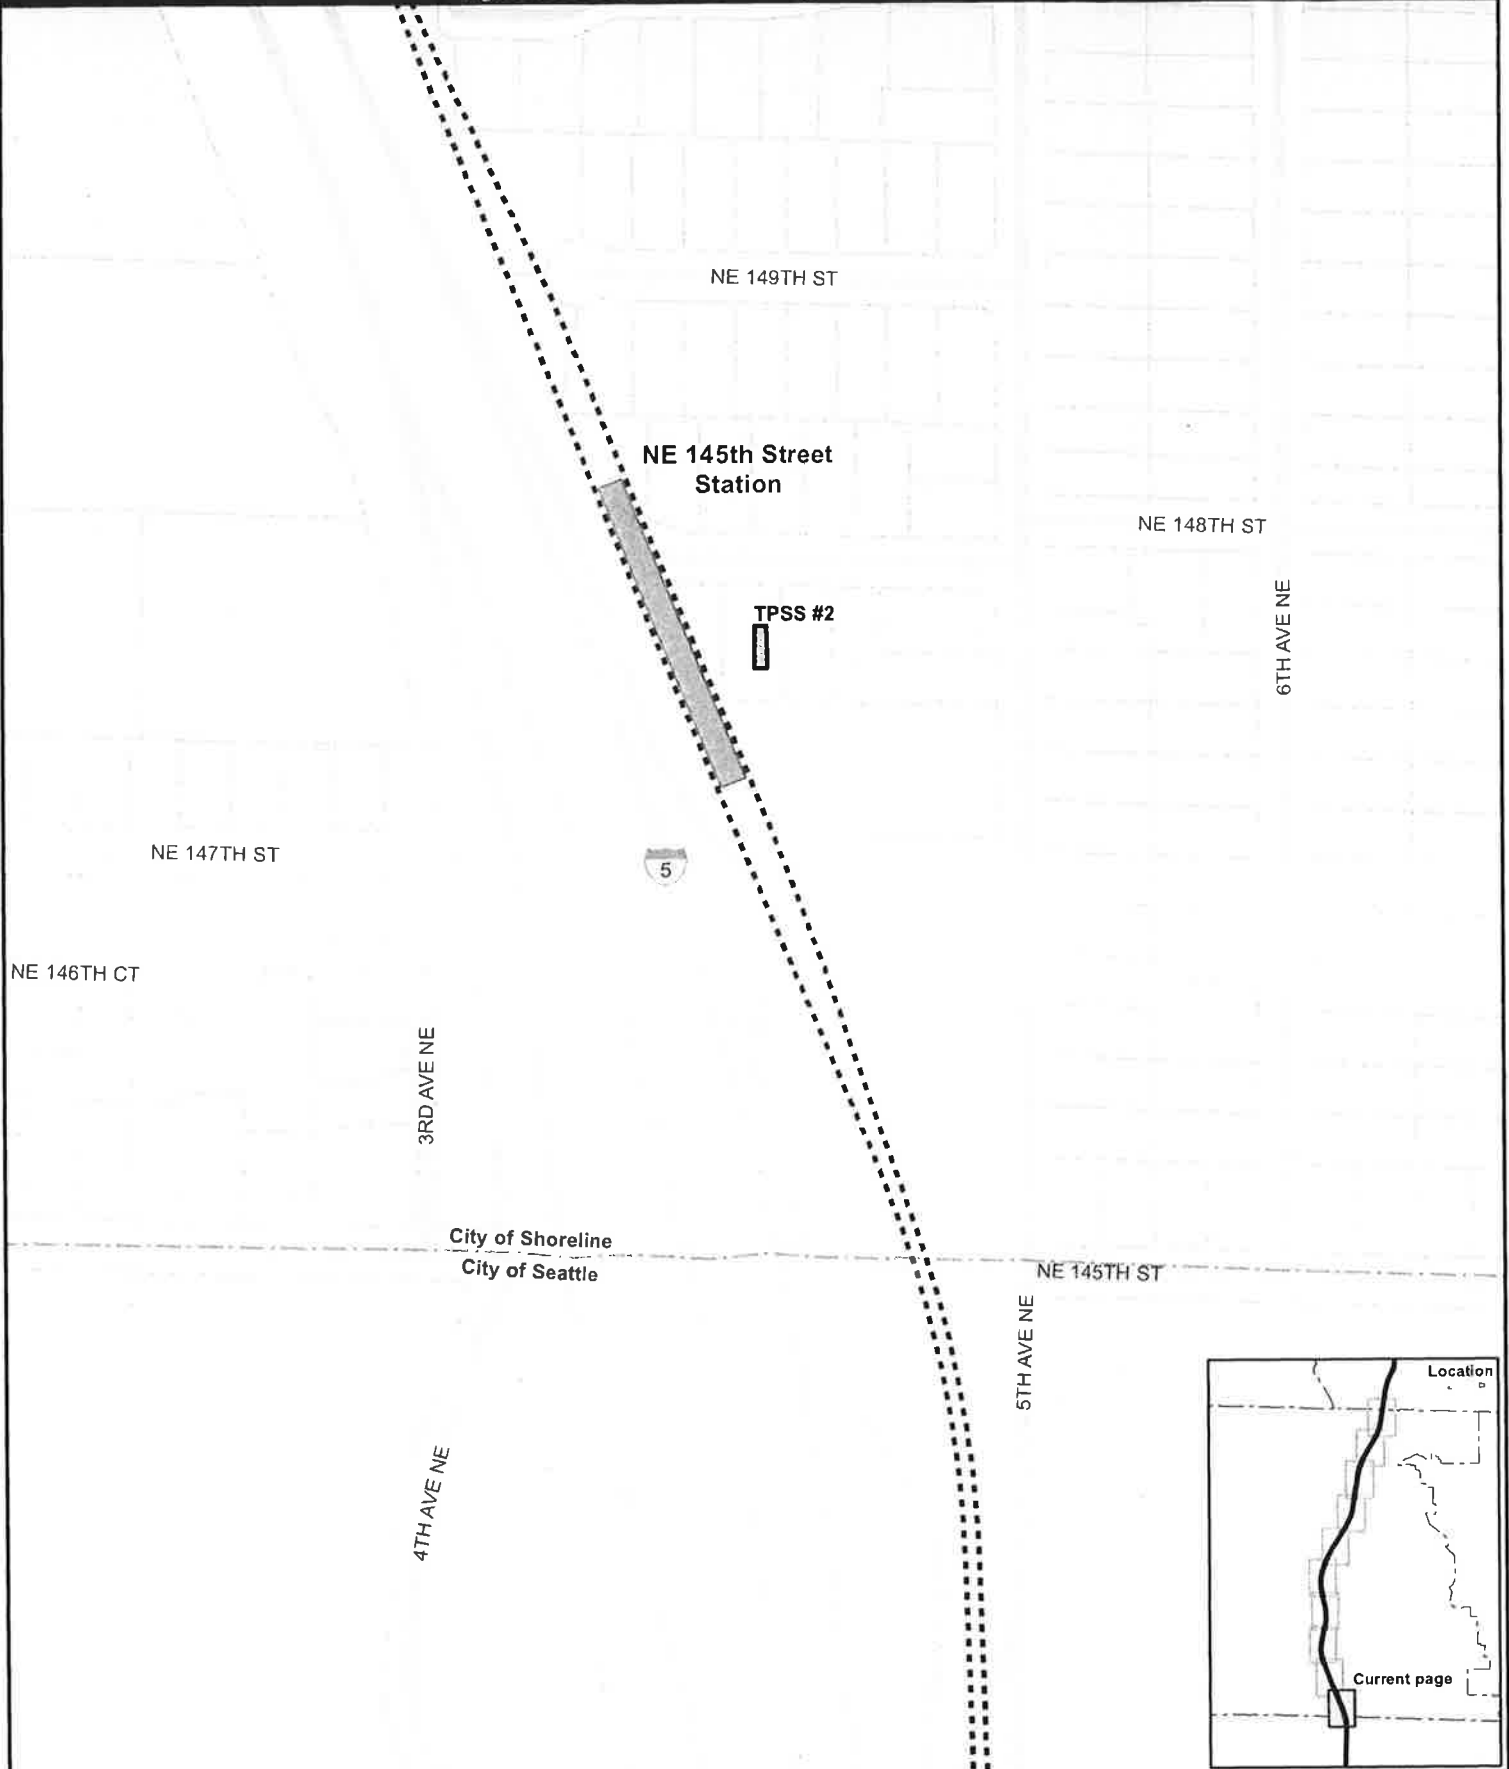 NE 149TH ST
NE 145th Street
Station
NE 148TH ST
TPSS #2
6TH AVE NE
NE 147TH ST
5
NE 146TH CT
3RD AVE NE
City of Shoreline
City of Seattle
NE 145TH ST
5TH AVE NE
4TH AVE NE
Location
Current page